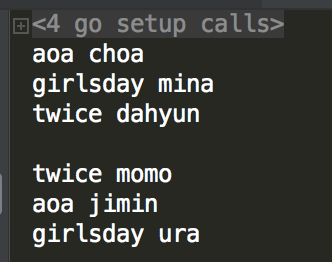 <4 go setup calls>
aoa choa
girlsday mina
twice dahyun
twice momo
aoa jimin
girlsday ura